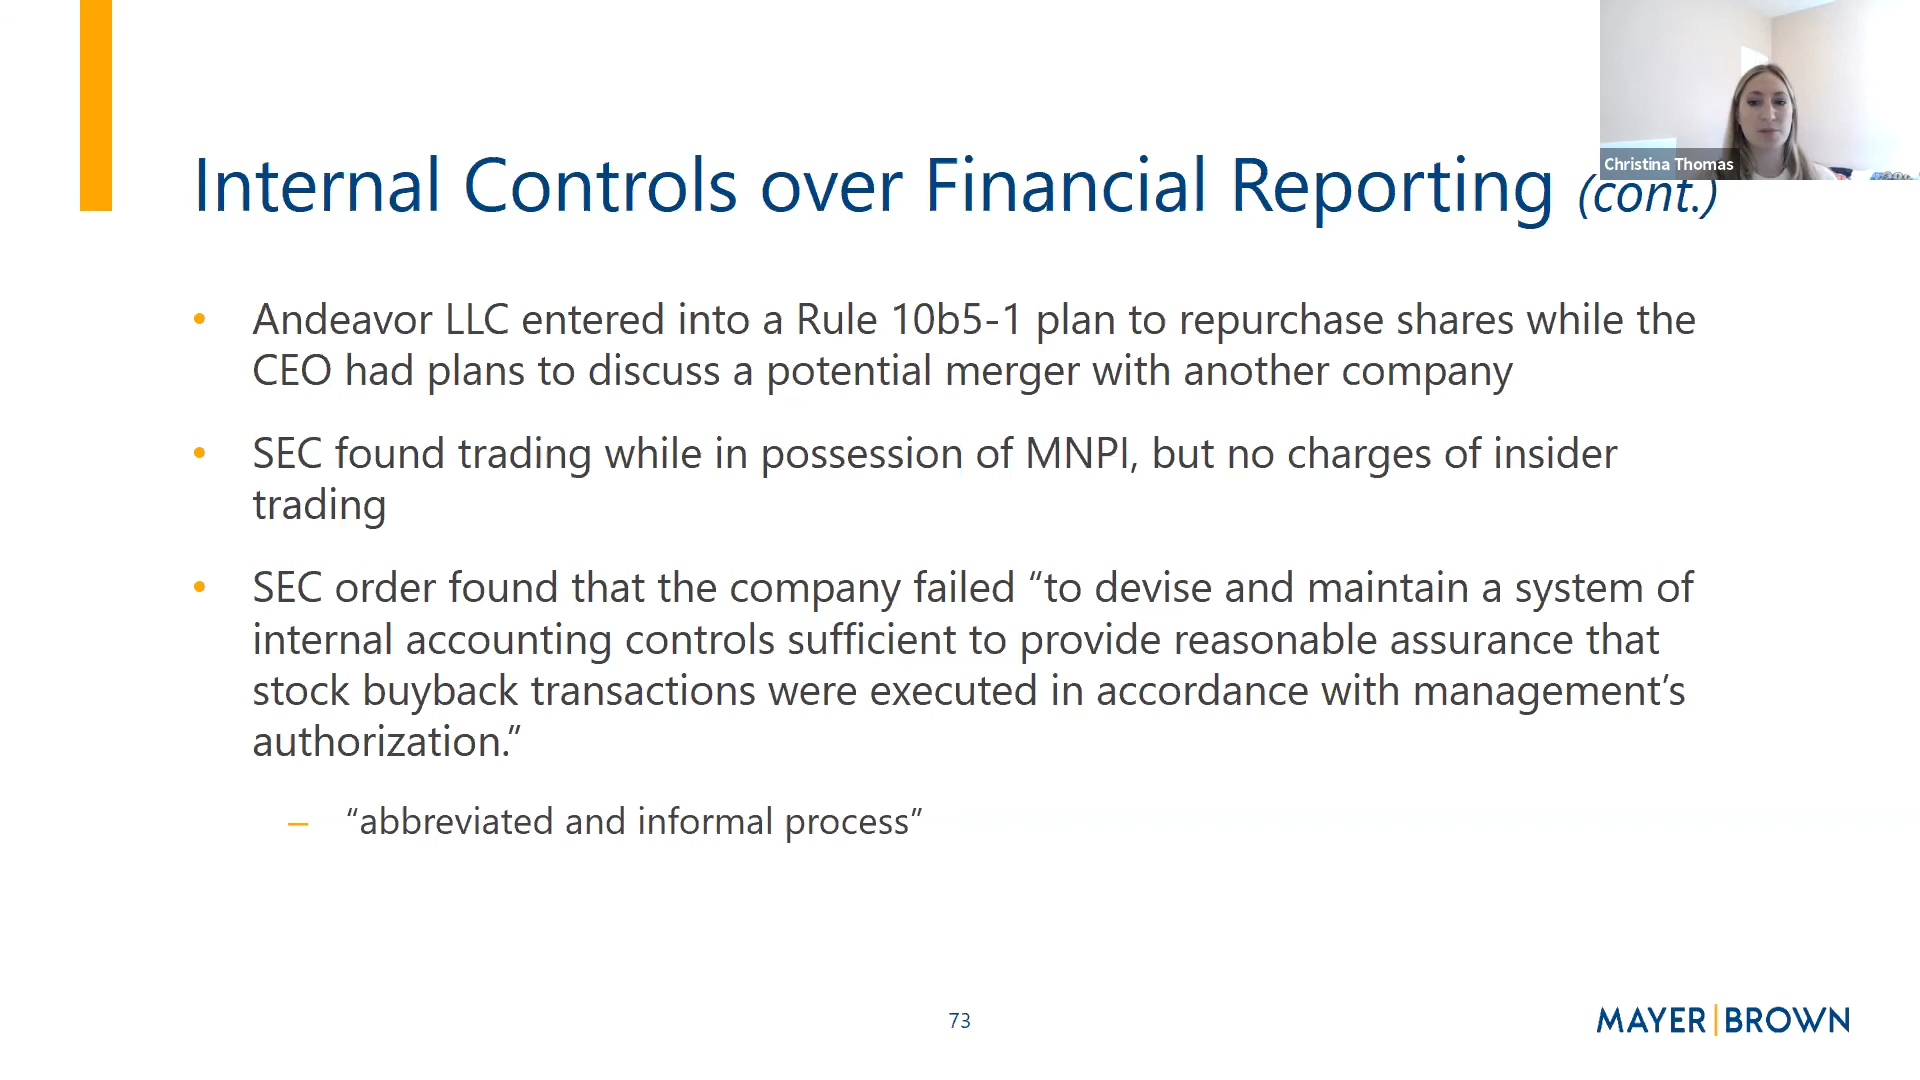 Christina Thomas
Internal Controls over Financial Reporting (cont.)
• Andeavor LLC entered into a Rule 10b5-1 plan to repurchase shares while the
CEO had plans to discuss a potential merger with another company
• SEC found trading while in possession of MNPI, but no charges of insider
trading
• SEC order found that the company failed “to devise and maintain a system of
internal accounting controls sufficient to provide reasonable assurance that
stock buyback transactions were executed in accordance with management’s
authorization.”
– “abbreviated and informal process”
73
MAYER|BROWN